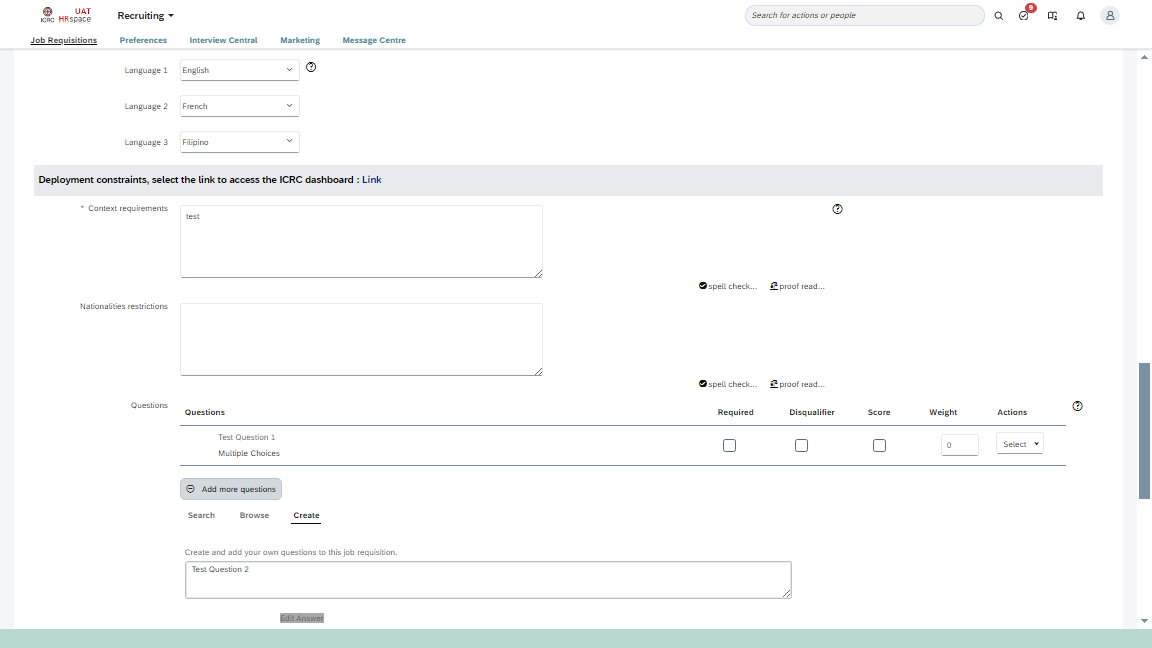 ICRC UAT HRspace Recruiting Search for actions or people 9
Job Requisitions Preferences Interview Central Marketing Message Centre
Language 1 English
Language 2 French
Language 3 Filipino
Deployment constraints, select the link to access the ICRC dashboard : Link
* Context requirements test
spell check... proof read...
Nationalities restrictions
spell check... proof read...
Questions Questions Required Disqualifier Score Weight Actions
Test Question 1
Multiple Choices 0 Select
Add more questions
Search Browse Create
Create and add your own questions to this job requisition.
Test Question 2
Edit Answer